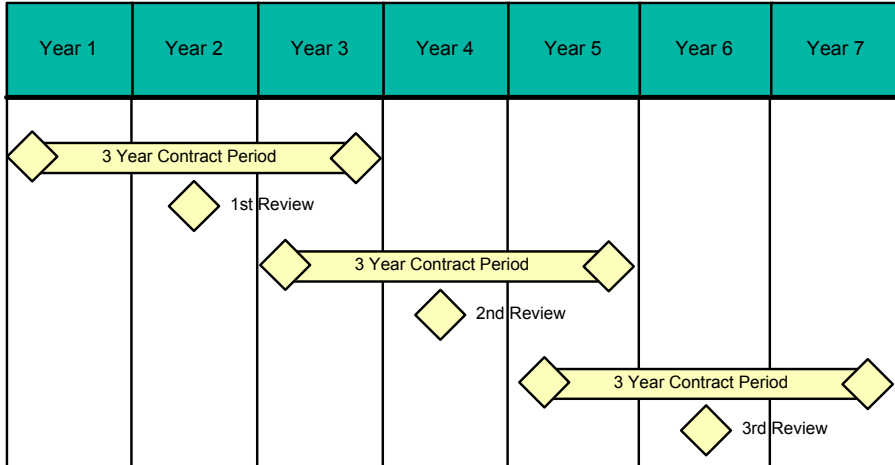 Year 1 Year 2 Year 3 Year 4 Year 5 Year 6 Year 7
3 Year Contract Period
1st Review
3 Year Contract Period
2nd Review
3 Year Contract Period
3rd Review